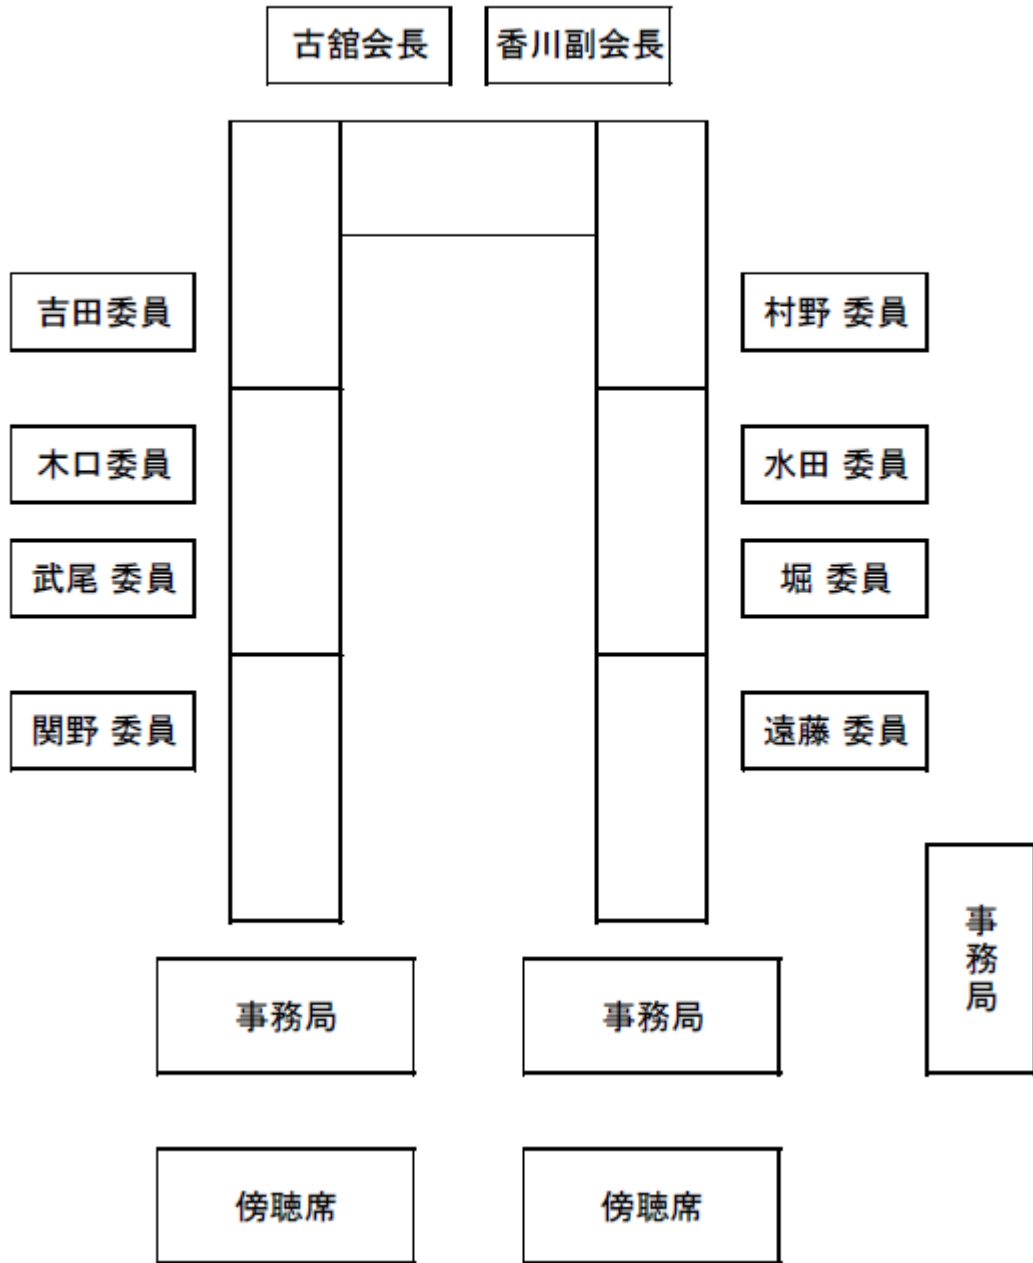 古舘会長
香川副会長
吉田委員
村野 委員
木口委員
水田 委員
武尾 委員
堀 委員
関野 委員
遠藤 委員
事務局
事務局
事務局
傍聴席
傍聴席